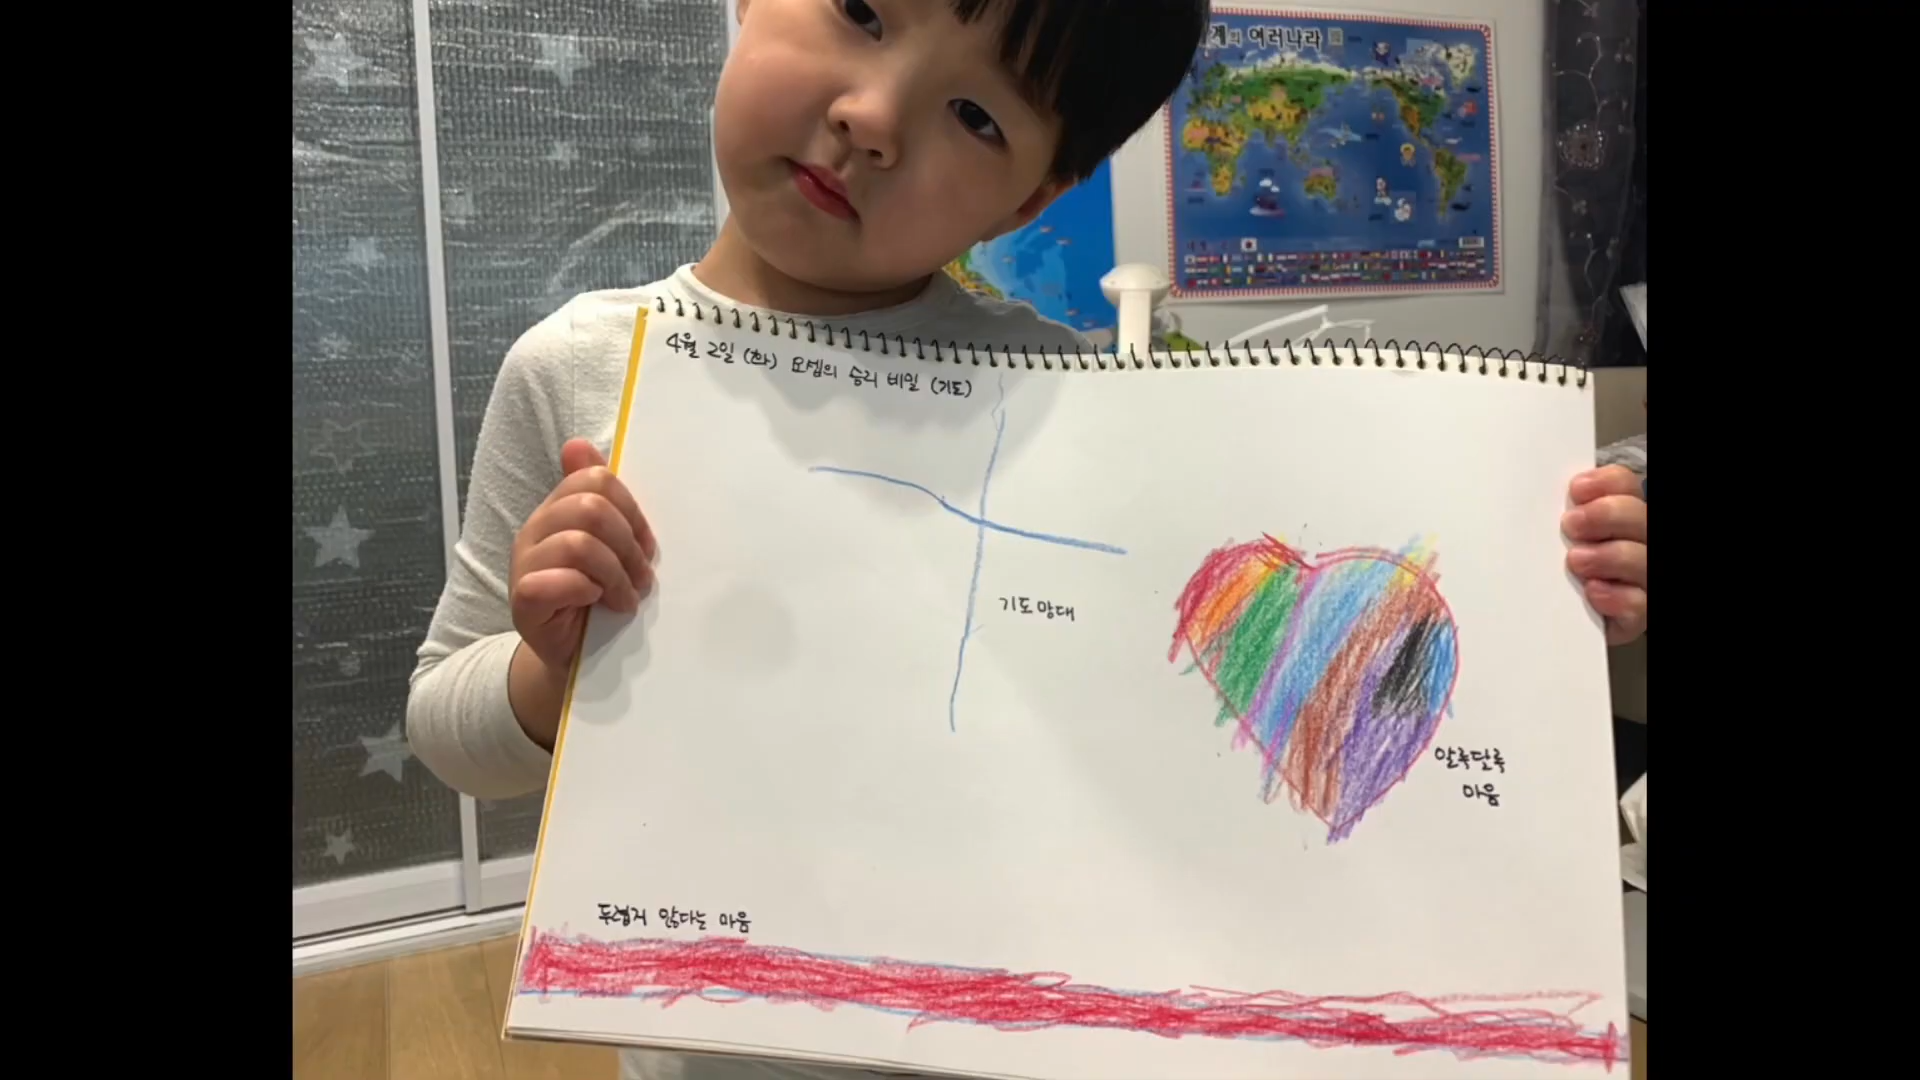 세계의 여러나라
4월 2일 (화) 요셉의 승리 비밀 (기도)
기도망대
알록달록
마음
두렵지 않다는 마음